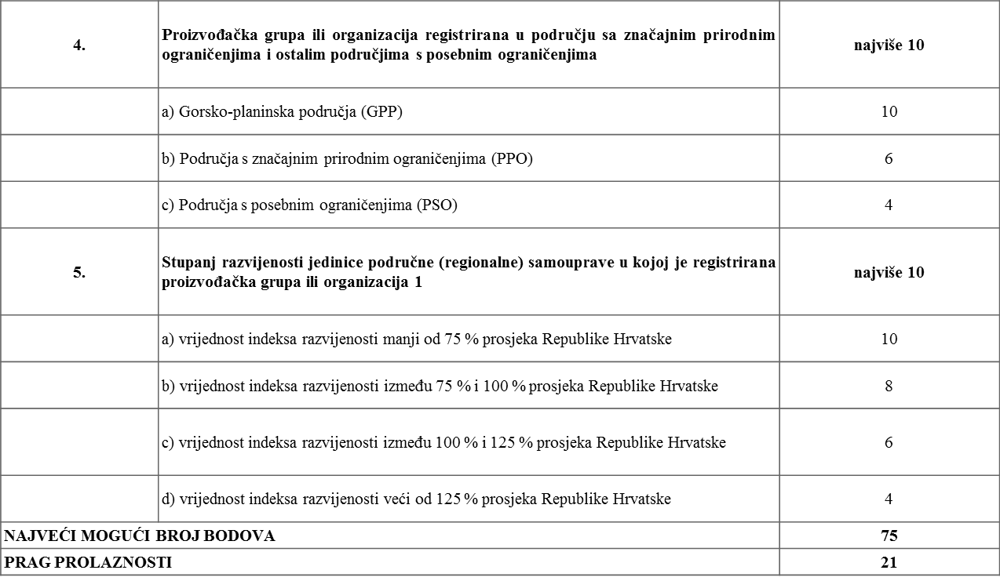 4.
Proizvođačka grupa ili organizacija registrirana u području sa značajnim prirodnim
ograničenjima i ostalim područjima s posebnim ograničenjima
najviše 10
a) Gorsko-planinska područja (GPP)
10
b) Područja s značajnim prirodnim ograničenjima (PPO)
6
c) Područja s posebnim ograničenjima (PSO)
4
5.
Stupanj razvijenosti jedinice područne (regionalne) samouprave u kojoj je registrirana
proizvođačka grupa ili organizacija 1
najviše 10
a) vrijednost indeksa razvijenosti manji od 75 % prosjeka Republike Hrvatske
10
b) vrijednost indeksa razvijenosti između 75 % i 100 % prosjeka Republike Hrvatske
8
c) vrijednost indeksa razvijenosti između 100 % i 125 % prosjeka Republike Hrvatske
6
d) vrijednost indeksa razvijenosti veći od 125 % prosjeka Republike Hrvatske
4
NAJVEĆI MOGUĆI BROJ BODOVA
75
PRAG PROLAZNOSTI
21